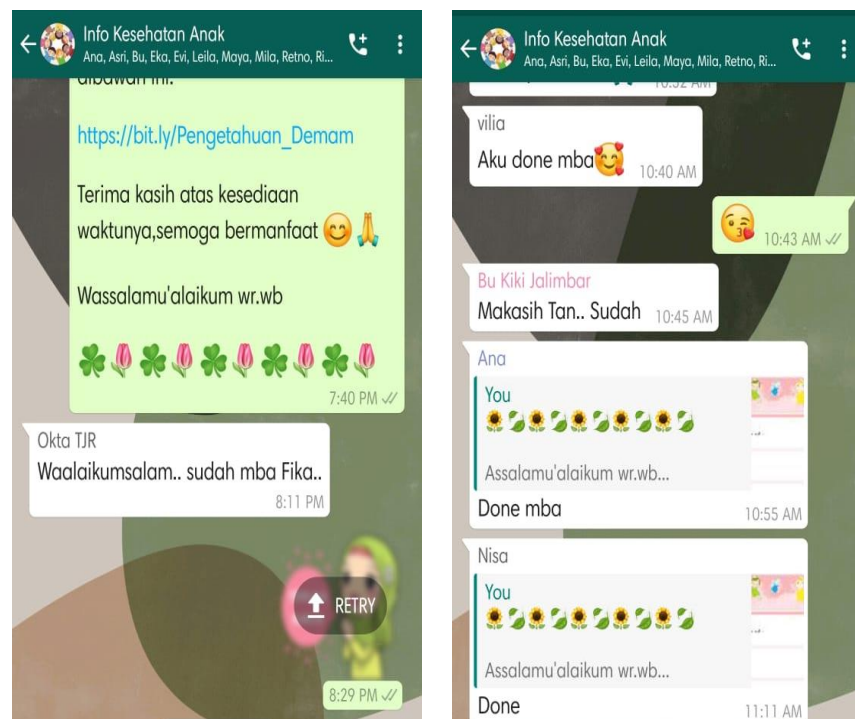 Info Kesehatan Anak
Ana, Asri, Bu, Eka, Evi, Leila, Maya, Mila, Retno, Ri...
dibawah ini.
https://bit.ly/Pengetahuan_Demam
Terima kasih atas kesediaan
waktunya,semoga bermanfaat 😊🙏
Wassalamu'alaikum wr.wb
☘🌷☘🌷☘🌷☘🌷☘🌷
7:40 PM
Okta TJR
Waalaikumsalam.. sudah mba Fika..
8:11 PM
RETRY
8:29 PM
Info Kesehatan Anak
Ana, Asri, Bu, Eka, Evi, Leila, Maya, Mila, Retno, Ri...
10:32 AM
vilia
Aku done mba🥰
10:40 AM
😘
10:43 AM
Bu Kiki Jalimbar
Makasih Tan.. Sudah
10:45 AM
Ana
You
🌻🍃🌻🍃🌻🍃🌻🍃🌻🍃
Assalamu'alaikum wr.wb...
Done mba
10:55 AM
Nisa
You
🌻🍃🌻🍃🌻🍃🌻🍃🌻🍃
Assalamu'alaikum wr.wb...
Done
11:11 AM